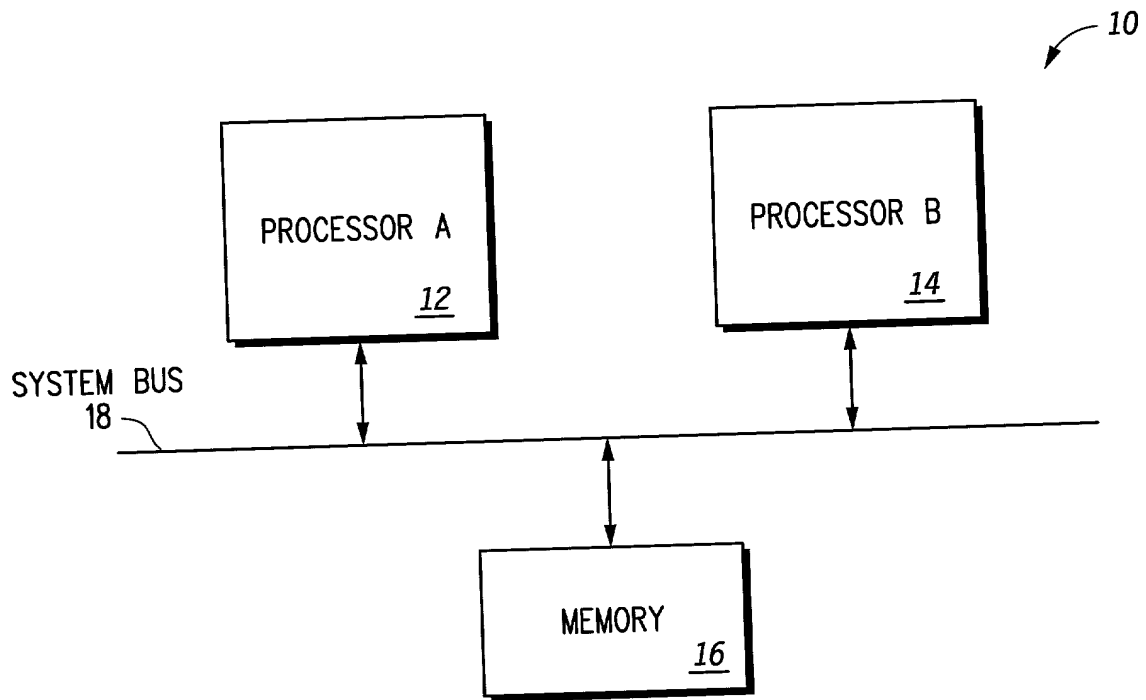 10
PROCESSOR A
12
PROCESSOR B
14
SYSTEM BUS
18
MEMORY
16